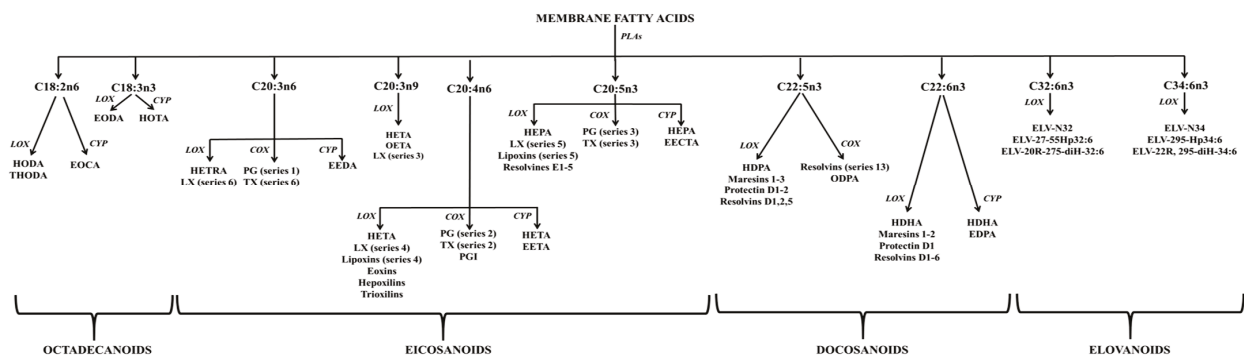 MEMBRANE FATTY ACIDS
PLAs
C18:2n6
LOX
HODA
THODA
CYP
EOCA
C18:3n3
LOX
EODA
CYP
HOTA
C20:3n6
LOX
HETRA
LX (series 6)
COX
PG (series 1)
TX (series 6)
CYP
EEDA
C20:3n9
LOX
HETA
OETA
LX (series 3)
C20:4n6
LOX
HETA
LX (series 4)
Lipoxins (series 4)
Eoxins
Hepoxilins
Trioxilins
COX
PG (series 2)
TX (series 2)
PGI
CYP
HETA
EETA
C20:5n3
LOX
HEPA
LX (series 5)
Lipoxins (series 5)
Resolvines E1-5
COX
PG (series 3)
TX (series 3)
CYP
HEPA
EECTA
C22:5n3
LOX
HDPA
Maresins 1-3
Protectin D1-2
Resolvins D1,2,5
COX
Resolvins (series 13)
ODPA
C22:6n3
LOX
HDHA
Maresins 1-2
Protectin D1
Resolvins D1-6
CYP
HDHA
EDPA
C32:6n3
LOX
ELV-N32
ELV-27-55Hp32:6
ELV-20R-275-diH-32:6
C34:6n3
LOX
ELV-N34
ELV-295-Hp34:6
ELV-22R, 295-diH-34:6
OCTADECANOIDS
EICOSANOIDS
DOCOSANOIDS
ELOVANOIDS